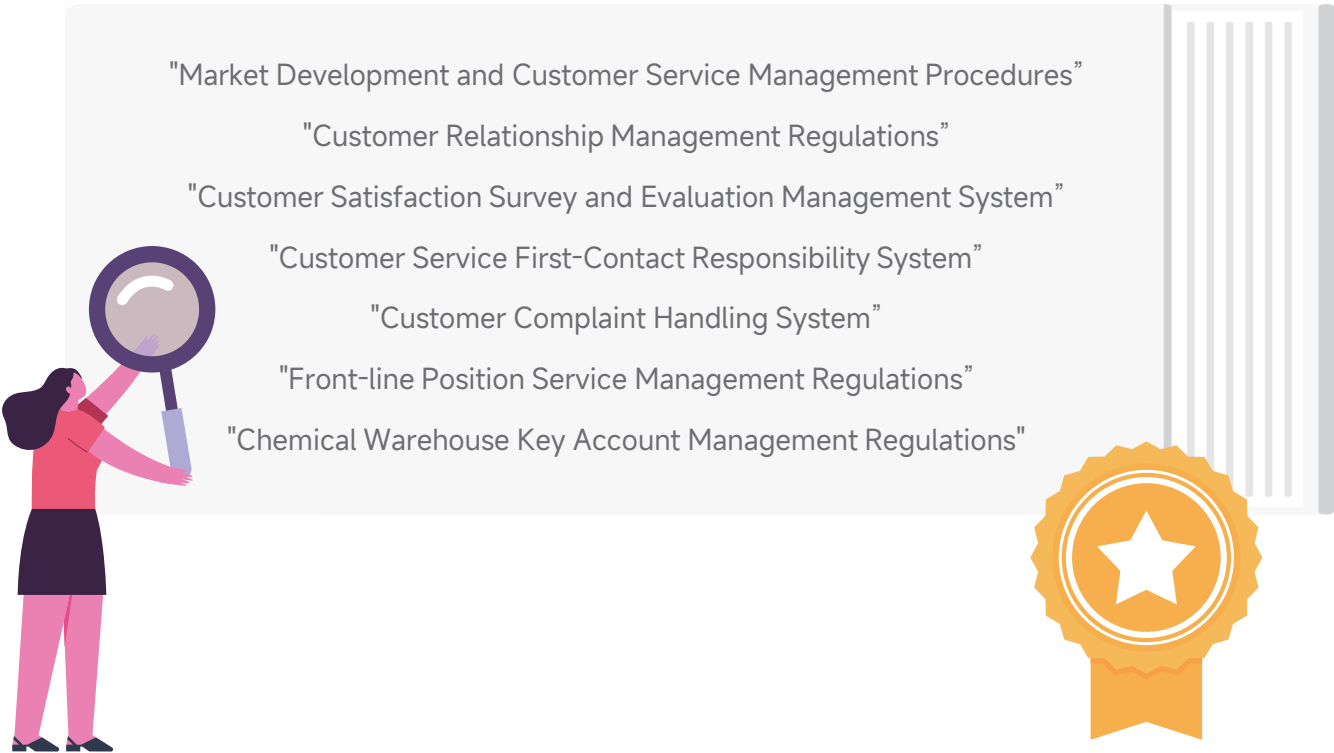 "Market Development and Customer Service Management Procedures”
"Customer Relationship Management Regulations”
"Customer Satisfaction Survey and Evaluation Management System”
"Customer Service First-Contact Responsibility System”
"Customer Complaint Handling System”
"Front-line Position Service Management Regulations”
"Chemical Warehouse Key Account Management Regulations"